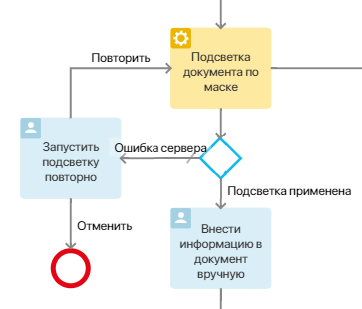 Повторить
Подсветка
документа по
маске
Запустить
подсветку
повторно
Ошибка сервера
Подсветка применена
Отменить
Внести
информацию в
документ
вручную